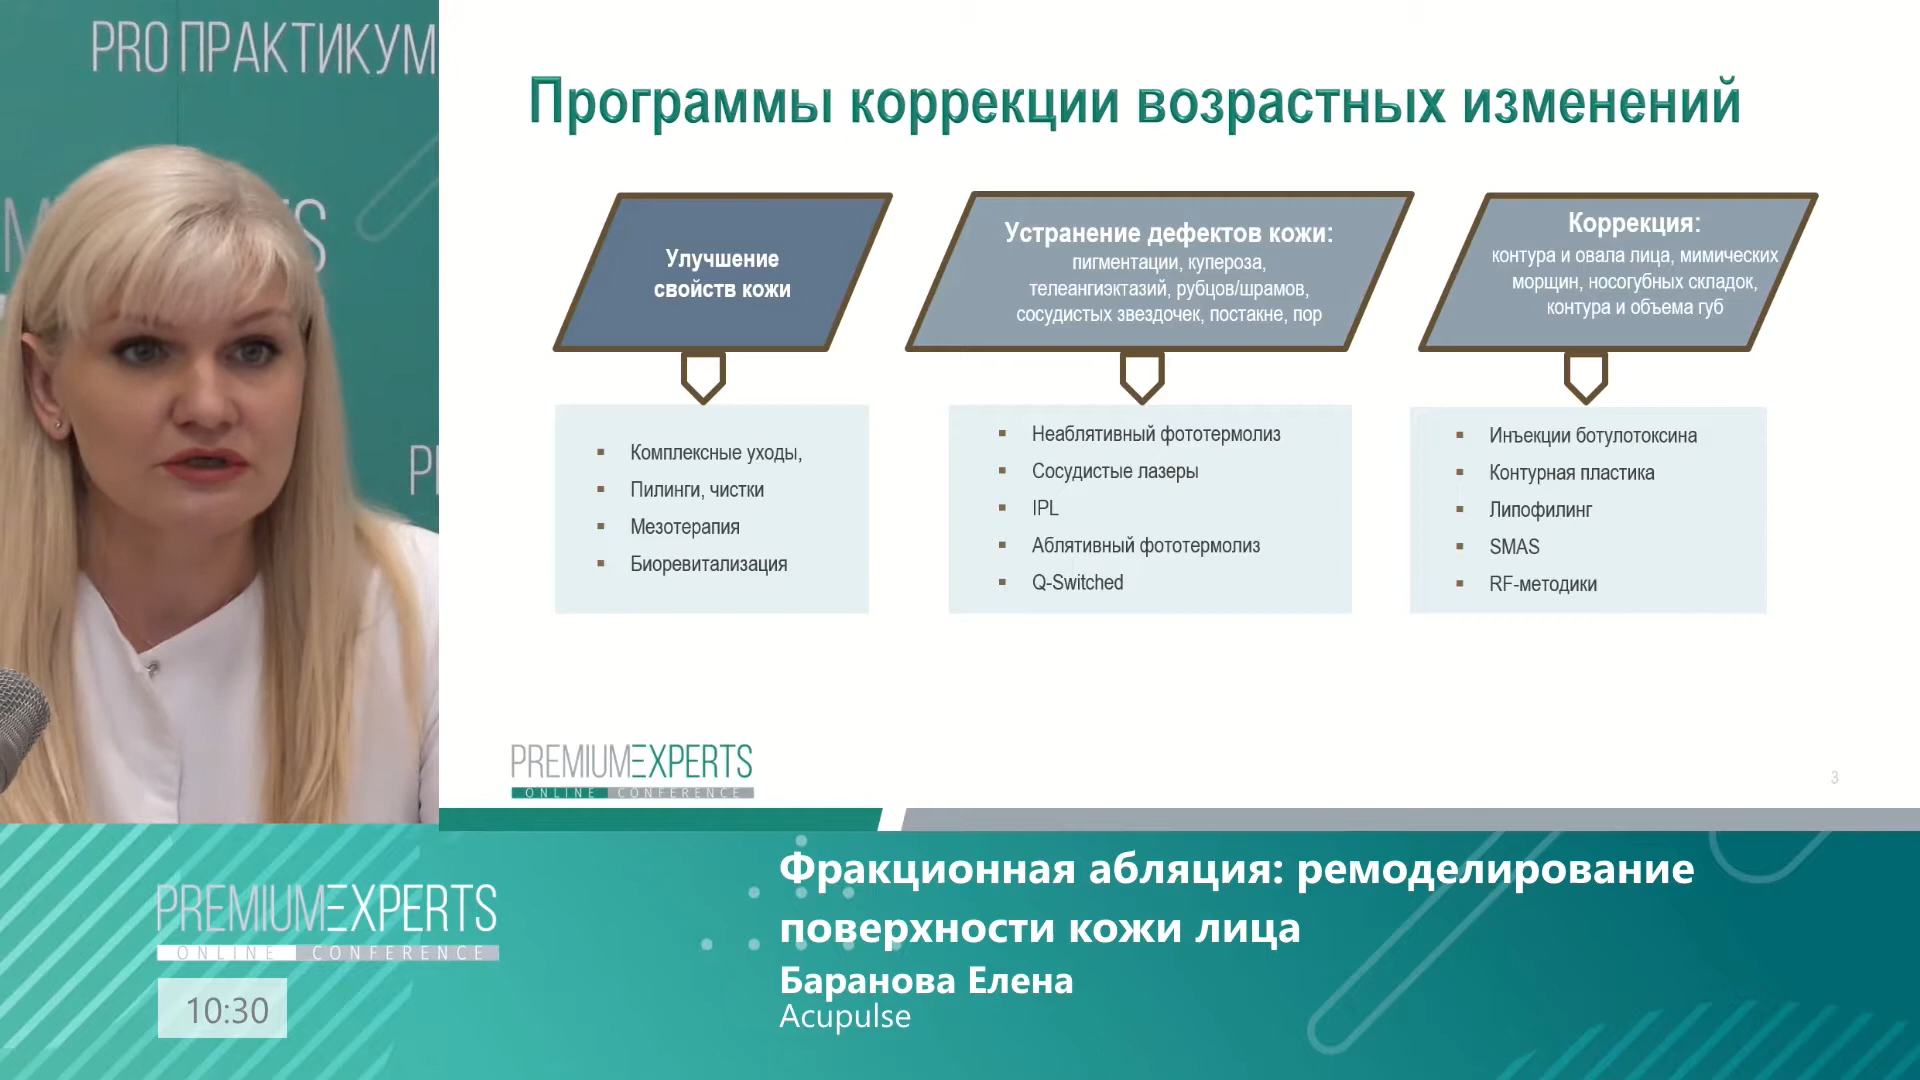 PRO ПРАКТИКУМ
Программы коррекции возрастных изменений
Улучшение
свойств кожи
Устранение дефектов кожи:
пигментации, купероза,
телеангиэктазий, рубцов/шрамов,
сосудистых звездочек, постакне, пор
Коррекция:
контура и овала лица, мимических
морщин, носогубных складок,
контура и объема губ
Комплексные уходы,
Пилинги, чистки
Мезотерапия
Биоревитализация
Неаблятивный фототермолиз
Сосудистые лазеры
IPL
Аблятивный фототермолиз
Q-Switched
Инъекции ботулотоксина
Контурная пластика
Липофилинг
SMAS
RF-методики
PREMIUMEXPERTS
ONLINE CONFERENCE
3
PREMIUMEXPERTS
ONLINE CONFERENCE
10:30
Фракционная абляция: ремоделирование
поверхности кожи лица
Баранова Елена
Acupulse